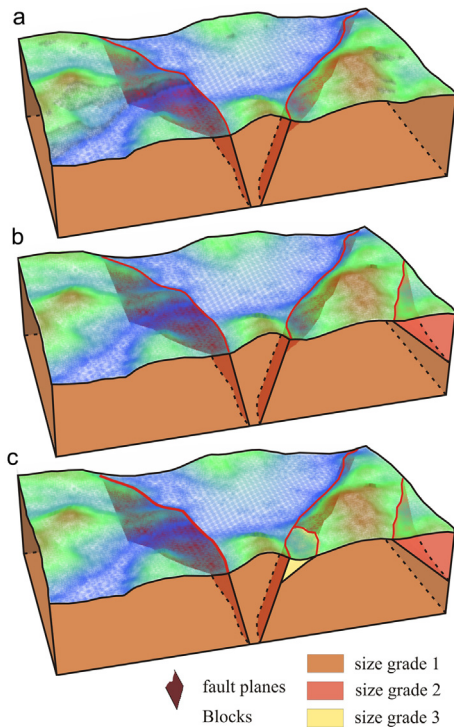 a
b
c
size grade 1
fault planes
size grade 2
Blocks
size grade 3